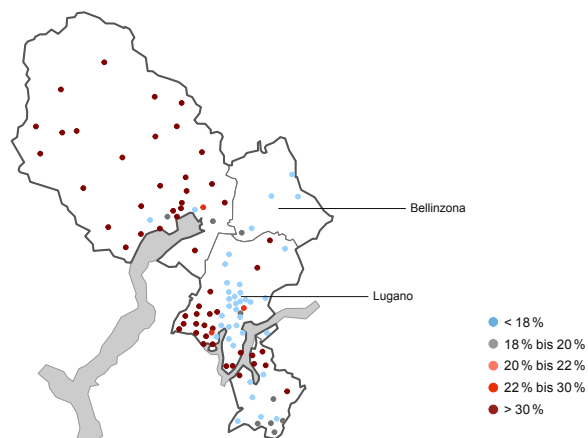 Bellinzona
Lugano
< 18 %
18 % bis 20 %
20 % bis 22 %
22 % bis 30 %
> 30 %